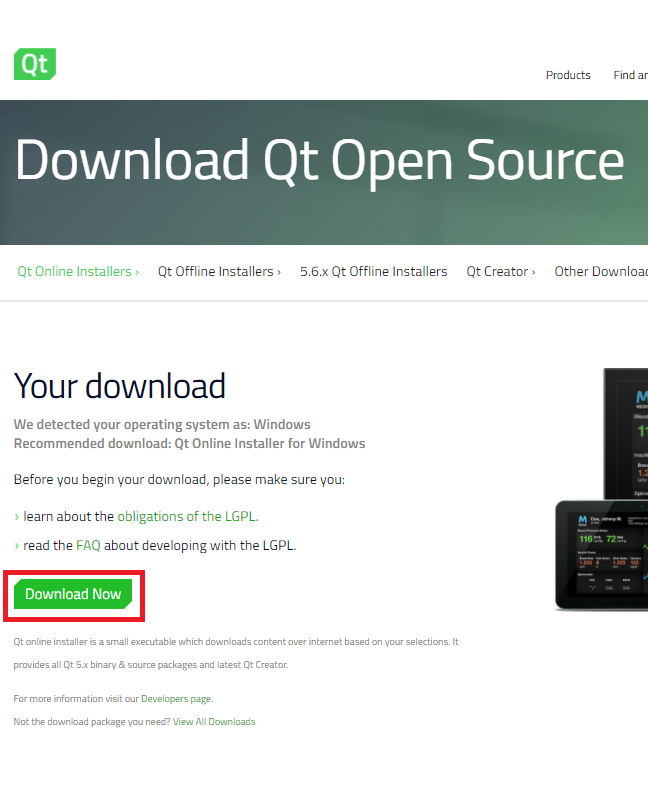 Qt
Products Find
Download Qt Open Source
Qt Online Installers › Qt Offline Installers › 5.6.x Qt Offline Installers Qt Creator › Other
Your download
We detected your operating system as: Windows
Recommended download: Qt Online Installer for Windows
Before you begin your download, please make sure you:
› learn about the obligations of the LGPL.
› read the FAQ about developing with the LGPL.
Download Now
Qt online installer is a small executable which downloads content over internet based on your selections. It
provides all Qt 5.x binary & source packages and latest Qt Creator.
For more information visit our Developers page.
Not the download package you need? View All Downloads
116 72